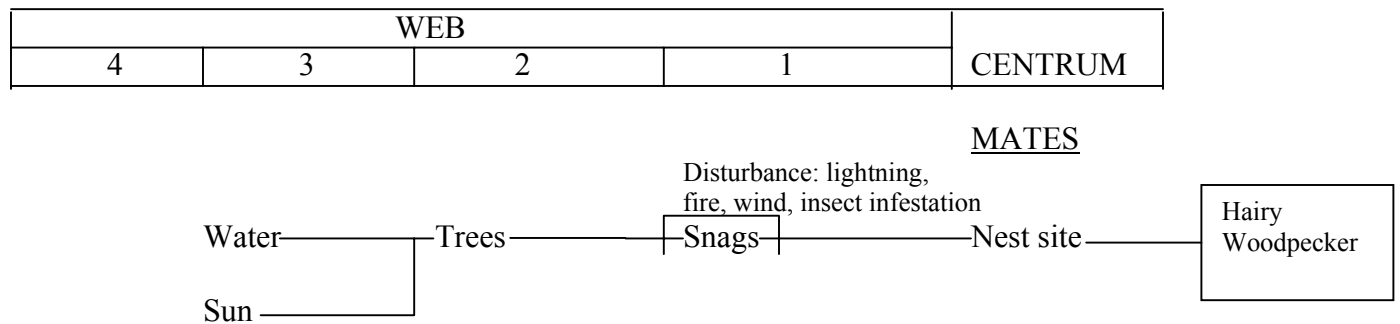 WEB
4 3 2 1 CENTRUM
MATES
Disturbance: lightning,
fire, wind, insect infestation
Water Trees Snags Nest site
Hairy
Woodpecker
Sun